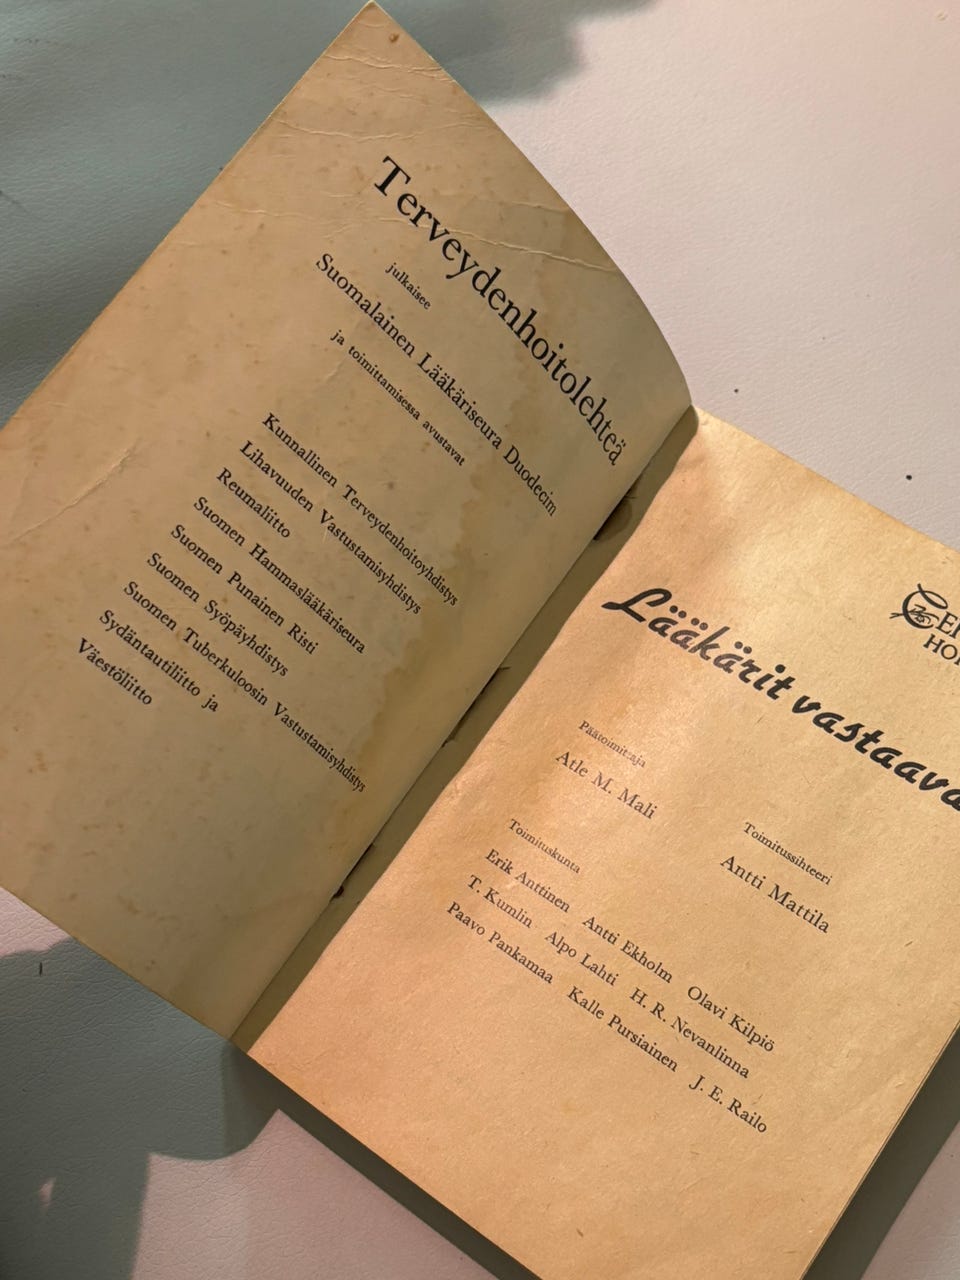 Terveydenhoitolehteä
julkaisee
Suomalainen Lääkäriseura Duodecim
ja toimittamisessa avustavat
Kunnallinen Terveydenhoitoyhdistys
Lihavuuden Vastustamisyhdistys
Reumaliitto
Suomen Hammaslääkäriseura
Suomen Punainen Risti
Suomen Syöpäyhdistys
Suomen Tuberkuloosin Vastustamisyhdistys
Sydäntautiliitto ja
Väestöliitto
Lääkärit vastaava
Päätoimittaja
Atle M. Mali
Toimitussihteeri
Antti Mattila
Toimituskunta
Erik Anttinen Antti Ekholm Olavi Kilpiö
T. Kumlin Alpo Lahti H. R. Nevanlinna
Paavo Pankamaa Kalle Pursiainen J. E. Railo